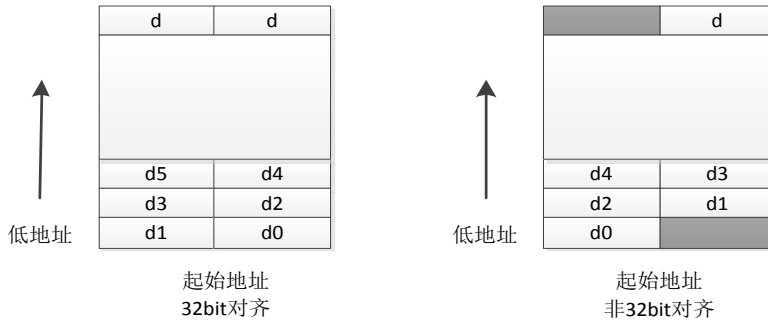 d d
d5 d4
d3 d2
d1 d0
低地址
起始地址
32bit对齐
d
d4 d3
d2 d1
d0
低地址
起始地址
非32bit对齐